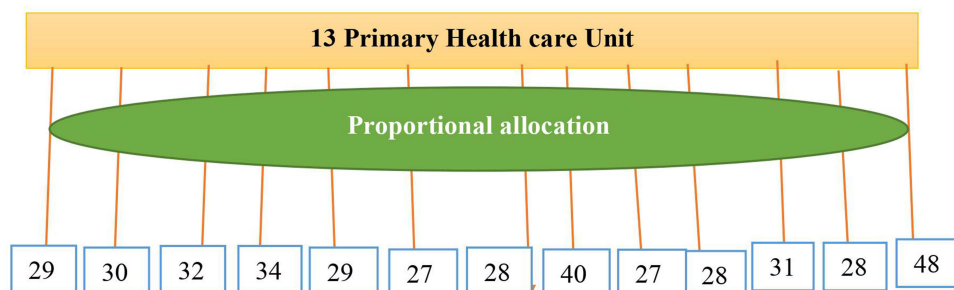 13 Primary Health care Unit
Proportional allocation
29 30 32 34 29 27 28 40 27 28 31 28 48